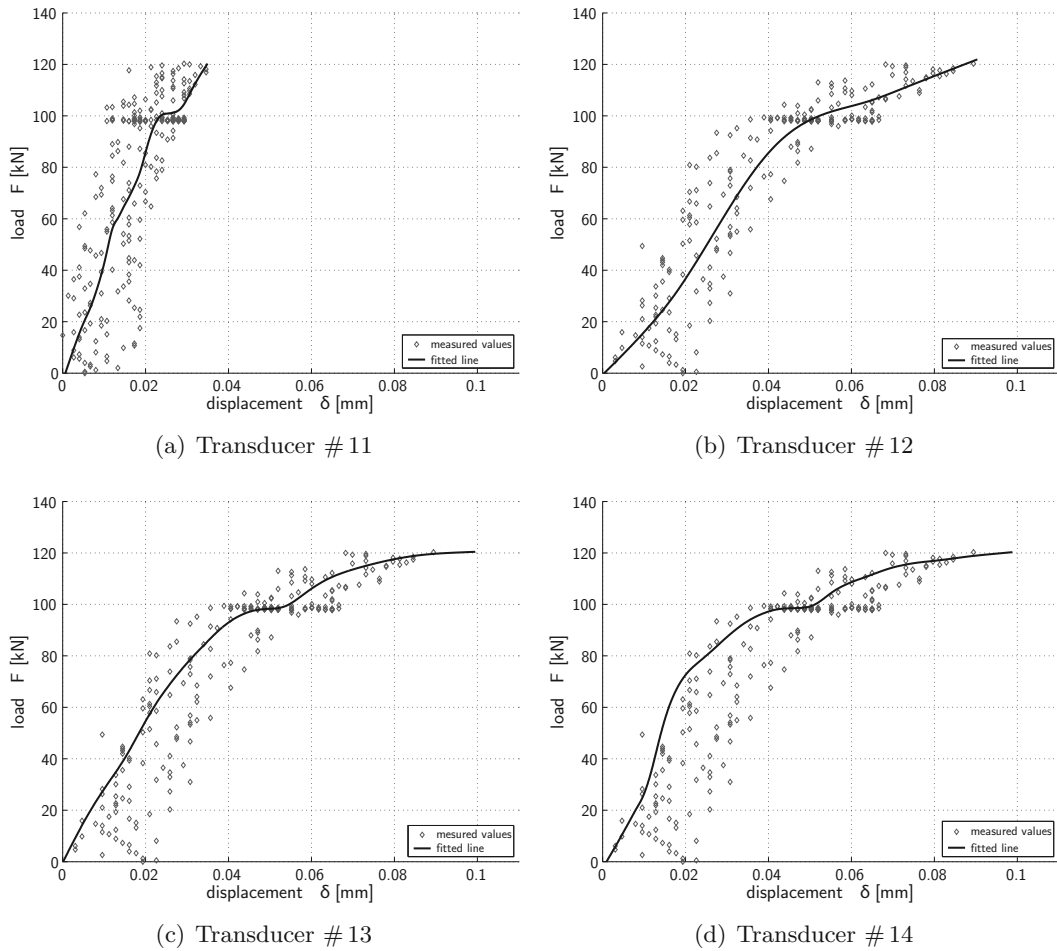 140
120
100
80
60
40
20
0
load F [kN]
measured values
fitted line
0 0.02 0.04 0.06 0.08 0.1
displacement δ [mm]
(a) Transducer #11
140
120
100
80
60
40
20
0
load F [kN]
measured values
fitted line
0 0.02 0.04 0.06 0.08 0.1
displacement δ [mm]
(b) Transducer #12
140
120
100
80
60
40
20
0
load F [kN]
mesured values
fitted line
0 0.02 0.04 0.06 0.08 0.1
displacement δ [mm]
(c) Transducer #13
140
120
100
80
60
40
20
0
load F [kN]
measured values
fitted line
0 0.02 0.04 0.06 0.08 0.1
displacement δ [mm]
(d) Transducer #14